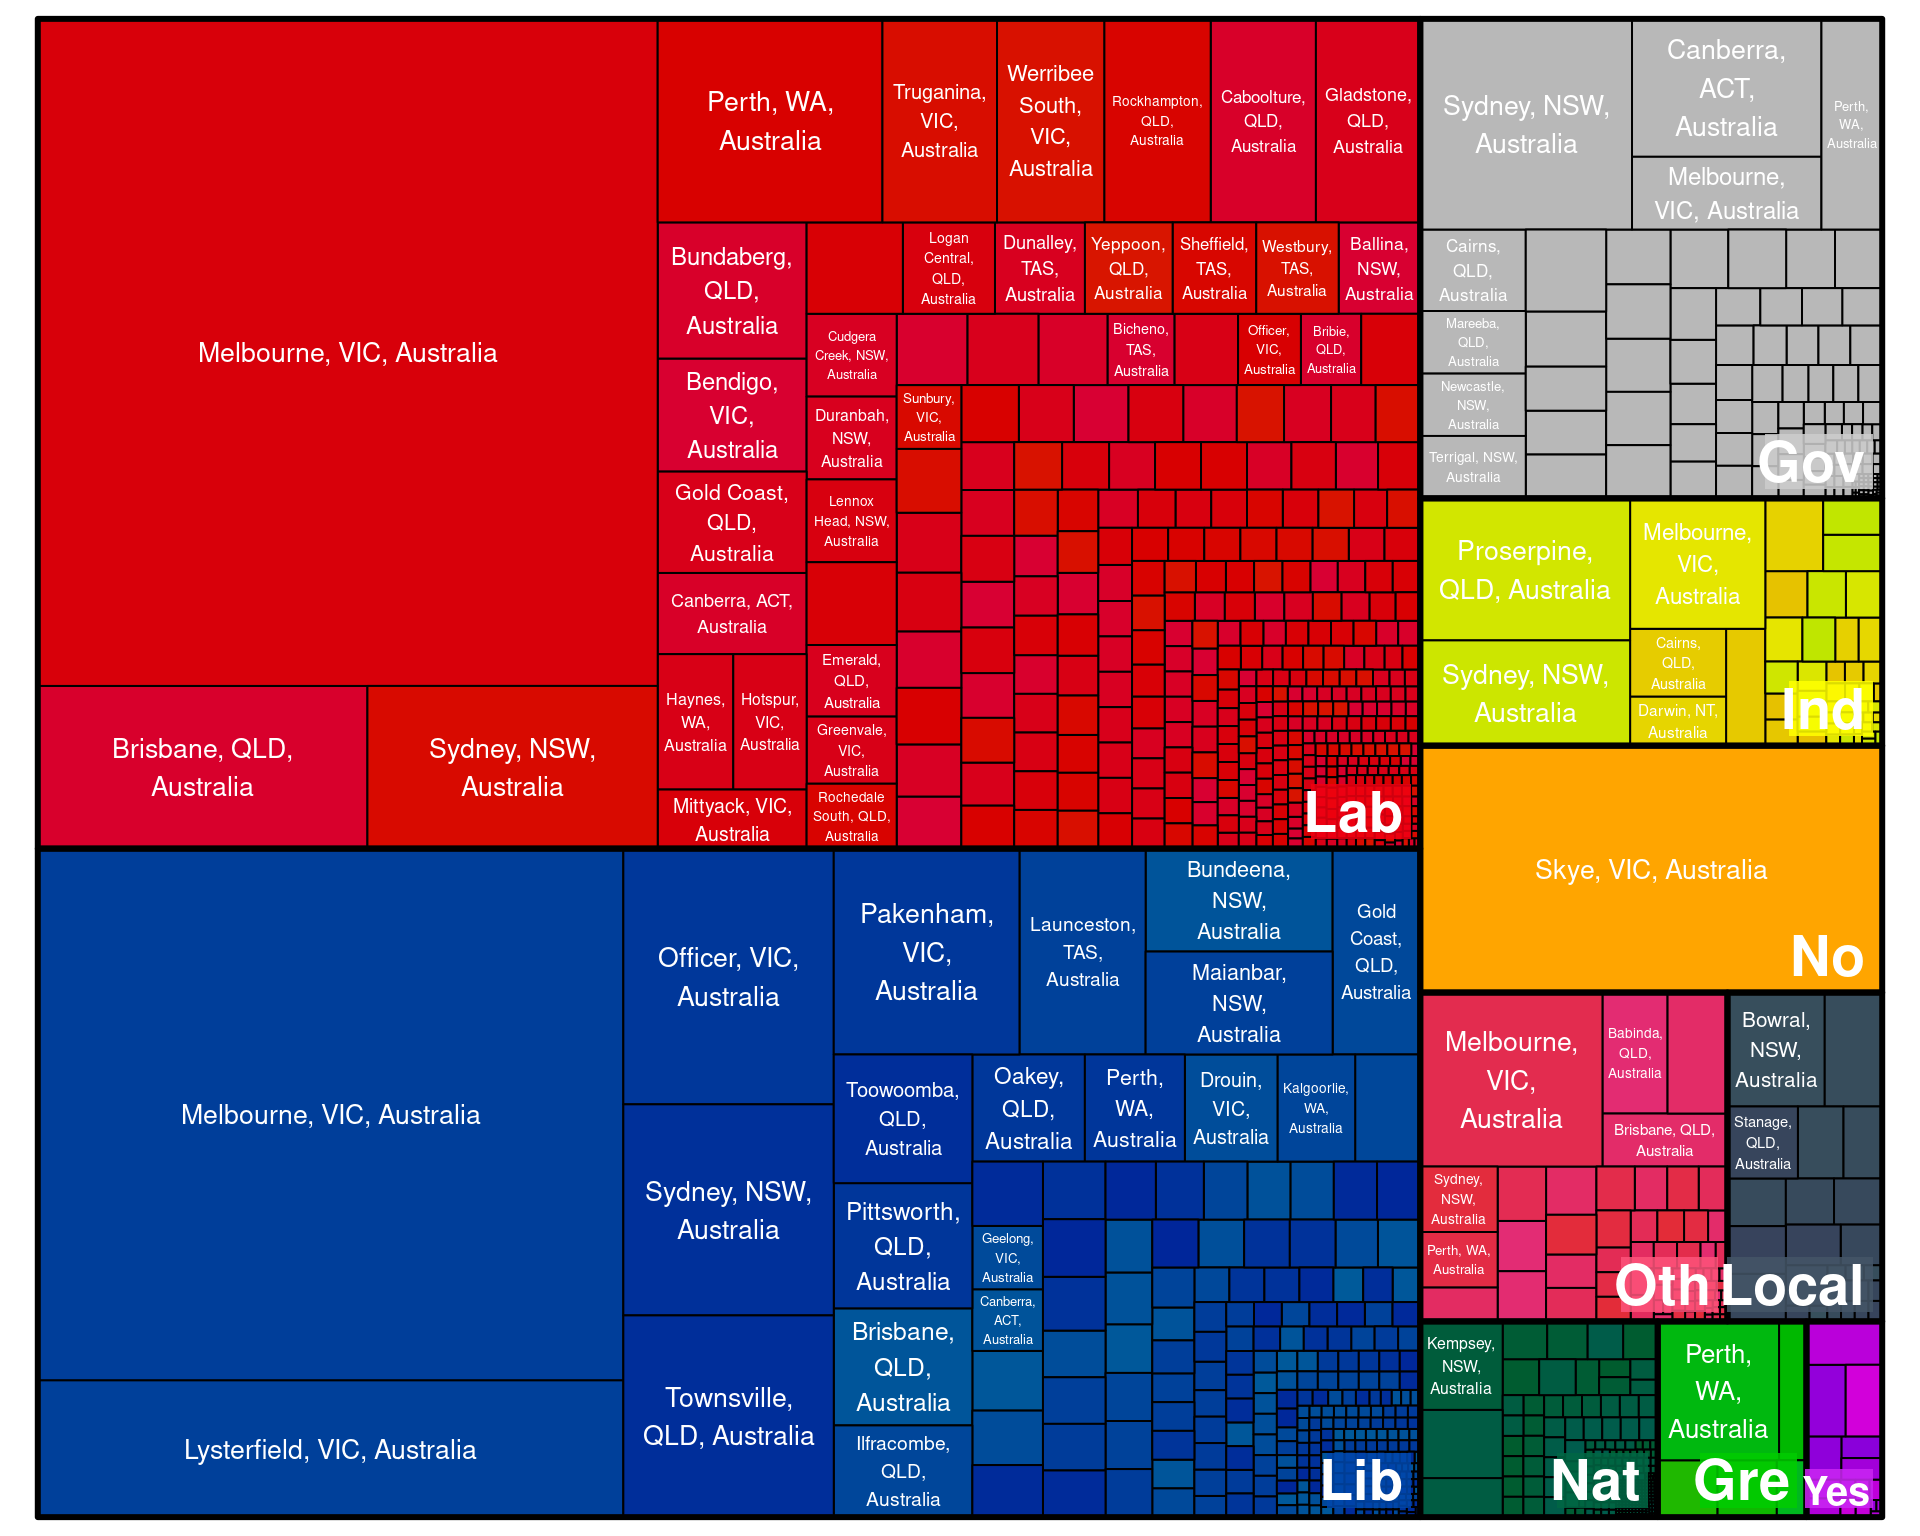 Melbourne, VIC, Australia
Brisbane, QLD,
Australia
Sydney, NSW,
Australia
Perth, WA,
Australia
Truganina,
VIC,
Australia
Werribee
South,
VIC,
Australia
Rockhampton,
QLD,
Australia
Caboolture,
QLD,
Australia
Gladstone,
QLD,
Australia
Bundaberg,
QLD,
Australia
Bendigo,
VIC,
Australia
Gold Coast,
QLD,
Australia
Canberra, ACT,
Australia
Haynes,
WA,
Australia
Hotspur,
VIC,
Australia
Mittyack, VIC,
Australia
Logan
Central,
QLD,
Australia
Dunalley,
TAS,
Australia
Yeppoon,
QLD,
Australia
Sheffield,
TAS,
Australia
Westbury,
TAS,
Australia
Ballina,
NSW,
Australia
Cudgera
Creek, NSW,
Australia
Duranbah,
NSW,
Australia
Lennox
Head, NSW,
Australia
Emerald,
QLD,
Australia
Greenvale,
VIC,
Australia
Rochedale
South, QLD,
Australia
Bicheno,
TAS,
Australia
Officer,
VIC,
Australia
Bribie,
QLD,
Australia
Sunbury,
VIC,
Australia
Lab
Melbourne, VIC, Australia
Lysterfield, VIC, Australia
Officer, VIC,
Australia
Sydney, NSW,
Australia
Townsville,
QLD, Australia
Pakenham,
VIC,
Australia
Launceston,
TAS,
Australia
Bundeena,
NSW,
Australia
Maianbar,
NSW,
Australia
Gold
Coast,
QLD,
Australia
Toowoomba,
QLD,
Australia
Pittsworth,
QLD,
Australia
Brisbane,
QLD,
Australia
Ilfracombe,
QLD,
Australia
Oakey,
QLD,
Australia
Perth,
WA,
Australia
Drouin,
VIC,
Australia
Kalgoorlie,
WA,
Australia
Geelong,
VIC,
Australia
Canberra,
ACT,
Australia
Lib
Sydney, NSW,
Australia
Canberra,
ACT,
Australia
Melbourne,
VIC, Australia
Perth,
WA,
Australia
Cairns,
QLD,
Australia
Mareeba,
QLD,
Australia
Newcastle,
NSW,
Australia
Terrigal, NSW,
Australia
Gov
Proserpine,
QLD, Australia
Sydney, NSW,
Australia
Melbourne,
VIC,
Australia
Cairns,
QLD,
Australia
Darwin, NT,
Australia
Ind
Skye, VIC, Australia
No
Melbourne,
VIC,
Australia
Babinda,
QLD,
Australia
Brisbane, QLD,
Australia
Sydney,
NSW,
Australia
Perth, WA,
Australia
Oth
Bowral,
NSW,
Australia
Stanage,
QLD,
Australia
Local
Kempsey,
NSW,
Australia
Nat
Perth,
WA,
Australia
Gre
Yes